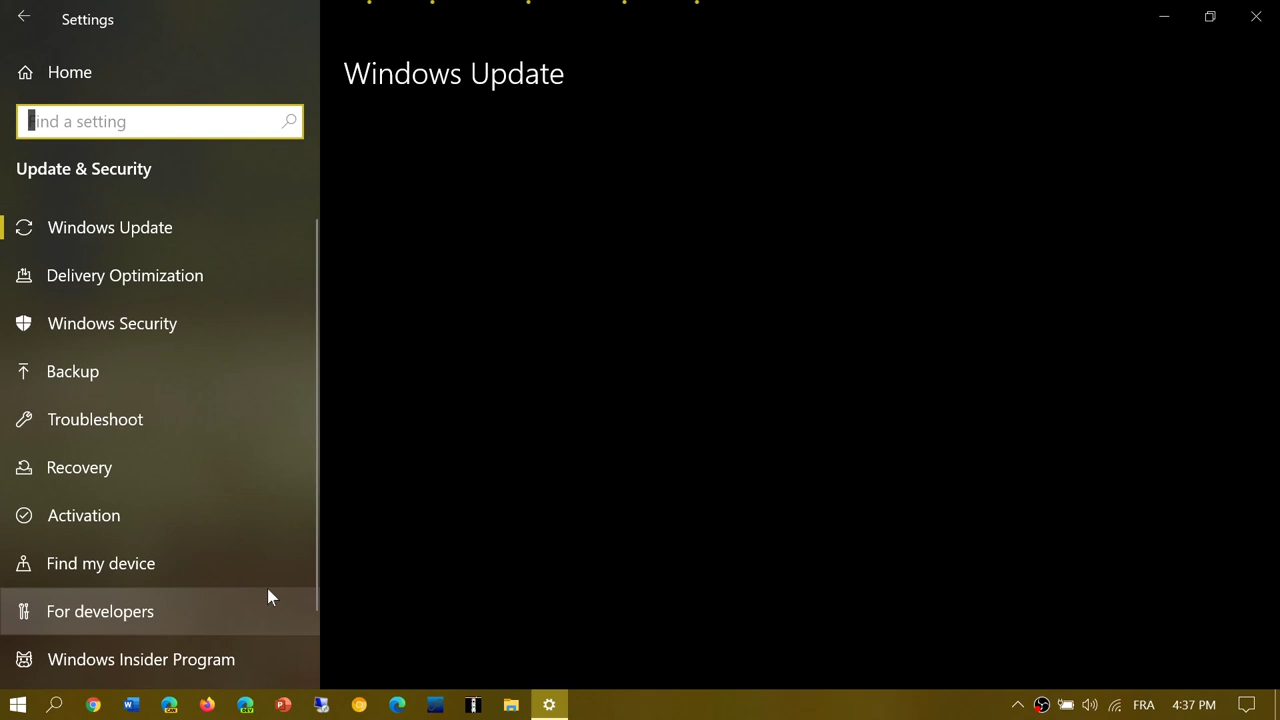 Settings
Home
Find a setting
Update & Security
Windows Update
Delivery Optimization
Windows Security
Backup
Troubleshoot
Recovery
Activation
Find my device
For developers
Windows Insider Program
Windows Update
FRA
4:37 PM